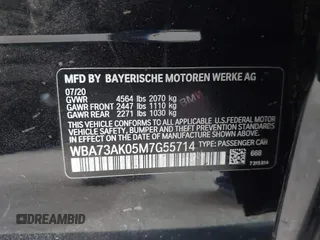 MFD BY BAYERISCHE MOTOREN WERKE AG
07/20
GVWR 4564 lbs 2070 kg
GAWR FRONT 2447 lbs 1110 kg
GAWR REAR 2271 lbs 1030 kg
THIS VEHICLE CONFORMS TO ALL APPLICABLE
FEDERAL MOTOR VEHICLE SAFETY, BUMPER,
AND THEFT PREVENTION STANDARDS IN EFFECT
ON THE DATE OF MANUFACTURE SHOWN ABOVE.
WBA73AK05M7G55714 TYPE: PASSENGER CAR
668
AUTOBIDMASTER